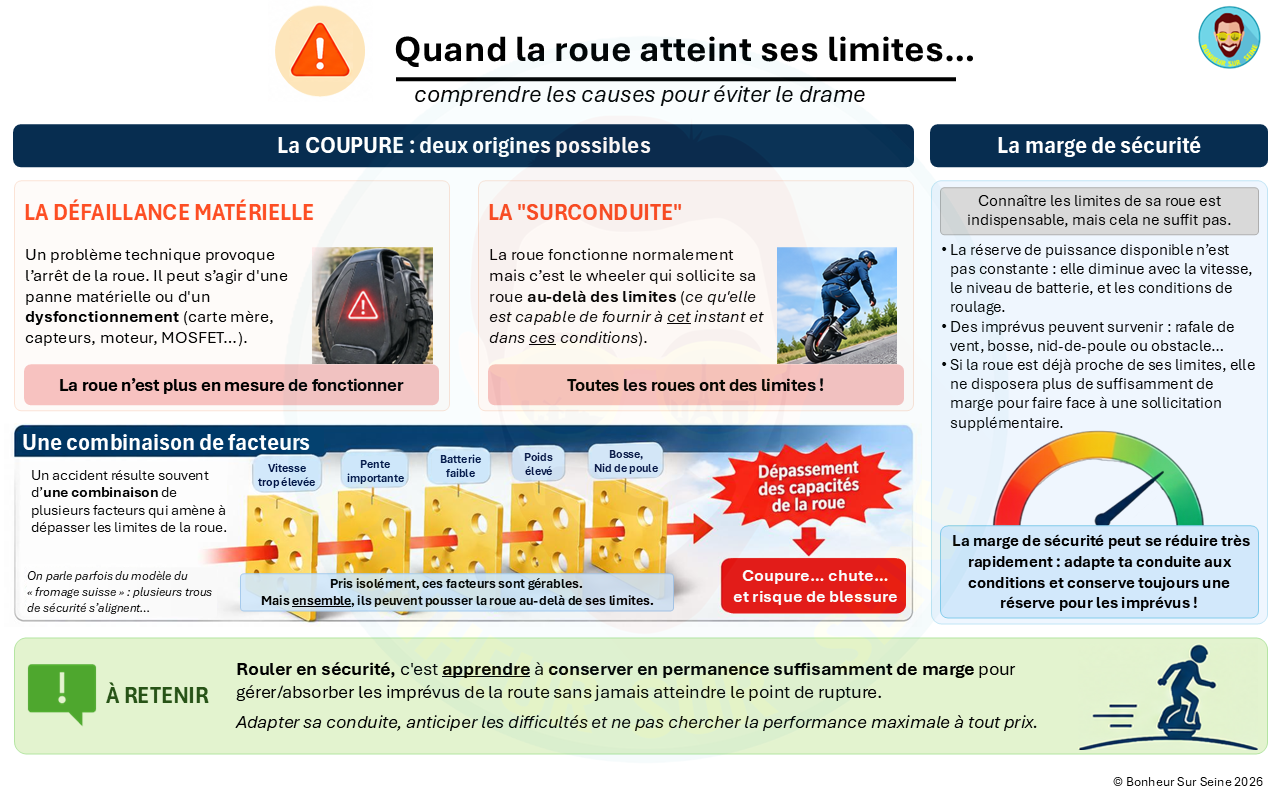 Quand la roue atteint ses limites...
comprendre les causes pour éviter le drame
BONHEUR SUR SEINE
La COUPURE : deux origines possibles
LA DÉFAILLANCE MATÉRIELLE
Un problème technique provoque
l’arrêt de la roue. Il peut s’agir d'une
panne matérielle ou d'un
dysfonctionnement (carte mère,
capteurs, moteur, MOSFET…).
La roue n’est plus en mesure de fonctionner
LA "SURCONDUITE"
La roue fonctionne normalement
mais c’est le wheeler qui sollicite sa
roue au-delà des limites (ce qu'elle
est capable de fournir à cet instant et
dans ces conditions).
Toutes les roues ont des limites !
Une combinaison de facteurs
Un accident résulte souvent
d’une combinaison de
plusieurs facteurs qui amène à
dépasser les limites de la roue.
On parle parfois du modèle du
« fromage suisse » : plusieurs trous
de sécurité s’alignent…
Vitesse
trop élevée
Pente
importante
Batterie
faible
Poids
élevé
Bosse,
Nid de poule
Pris isolément, ces facteurs sont gérables.
Mais ensemble, ils peuvent pousser la roue au-delà de ses limites.
Dépassement
des capacités
de la roue
Coupure… chute…
et risque de blessure
La marge de sécurité
Connaître les limites de sa roue est
indispensable, mais cela ne suffit pas.
• La réserve de puissance disponible n’est
pas constante : elle diminue avec la vitesse,
le niveau de batterie, et les conditions de
roulage.
• Des imprévus peuvent survenir : rafale de
vent, bosse, nid-de-poule ou obstacle…
• Si la roue est déjà proche de ses limites, elle
ne disposera plus de suffisamment de
marge pour faire face à une sollicitation
supplémentaire.
La marge de sécurité peut se réduire très
rapidement : adapte ta conduite aux
conditions et conserve toujours une
réserve pour les imprévus !
À RETENIR
Rouler en sécurité, c'est apprendre à conserver en permanence suffisamment de marge pour
gérer/absorber les imprévus de la route sans jamais atteindre le point de rupture.
Adapter sa conduite, anticiper les difficultés et ne pas chercher la performance maximale à tout prix.
© Bonheur Sur Seine 2026